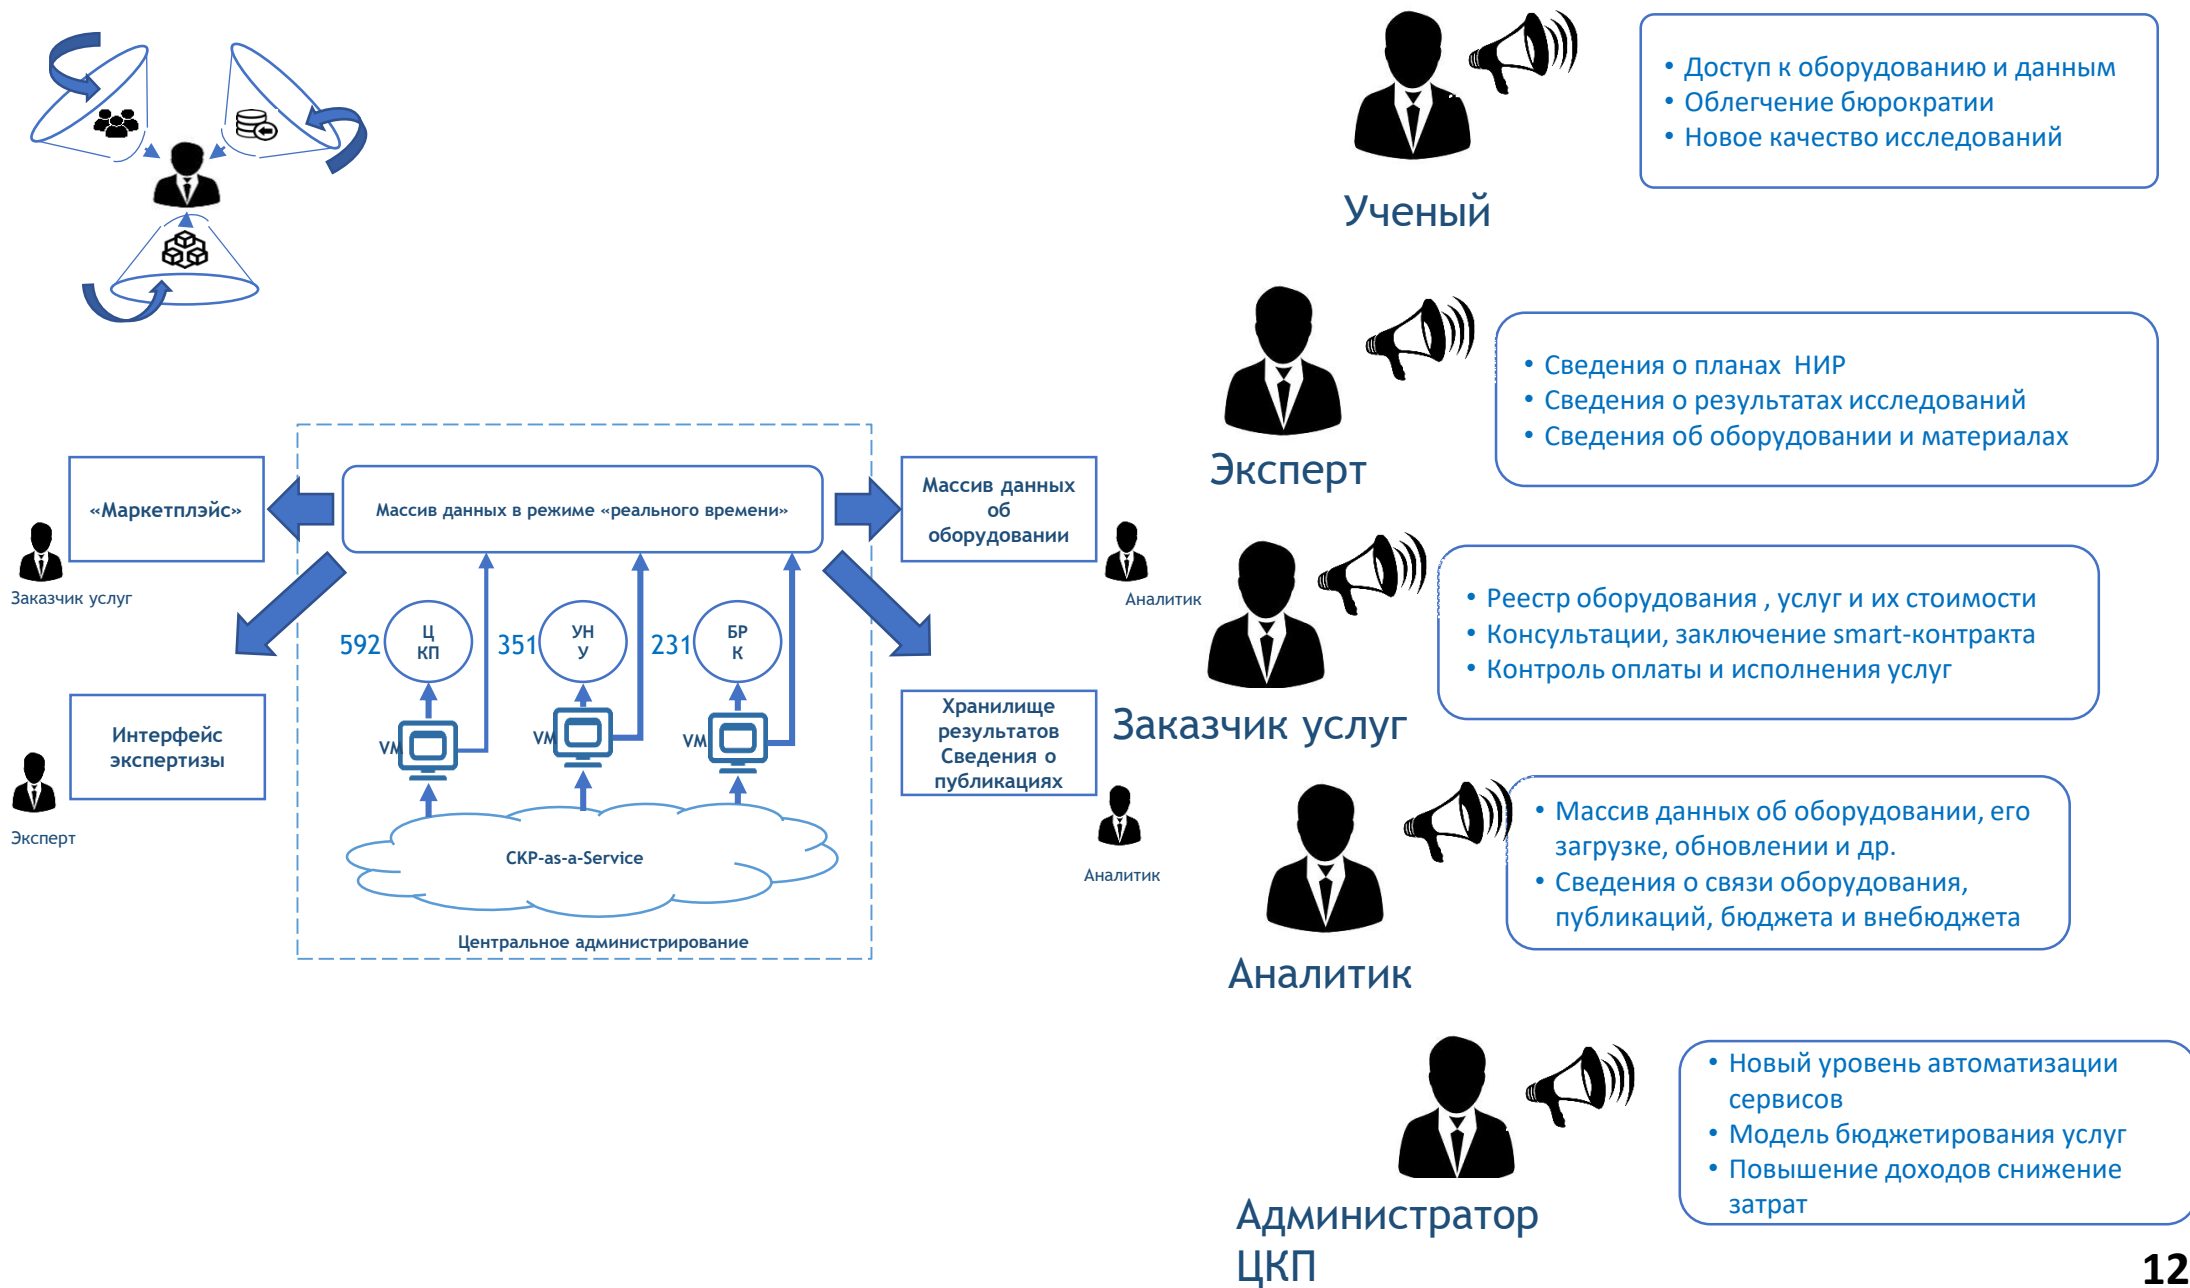 • Доступ к оборудованию и данным
• Облегчение бюрократии
• Новое качество исследований
Ученый
• Сведения о планах НИР
• Сведения о результатах исследований
• Сведения об оборудовании и материалах
Эксперт
«Маркетплэйс»
Заказчик услуг
Массив данных в режиме «реального времени»
Массив данных
об
оборудовании
Аналитик
592
Ц
КП
351
УН
У
231
БР
К
VM
VM
VM
Интерфейс
экспертизы
Эксперт
Хранилище
результатов
Сведения о
публикациях
Аналитик
CKP-as-a-Service
Центральное администрирование
• Реестр оборудования , услуг и их стоимости
• Консультации, заключение smart-контракта
• Контроль оплаты и исполнения услуг
Заказчик услуг
• Массив данных об оборудовании, его
загрузке, обновлении и др.
• Сведения о связи оборудования,
публикаций, бюджета и внебюджета
Аналитик
• Новый уровень автоматизации
сервисов
• Модель бюджетирования услуг
• Повышение доходов снижение
затрат
Администратор
ЦКП
12